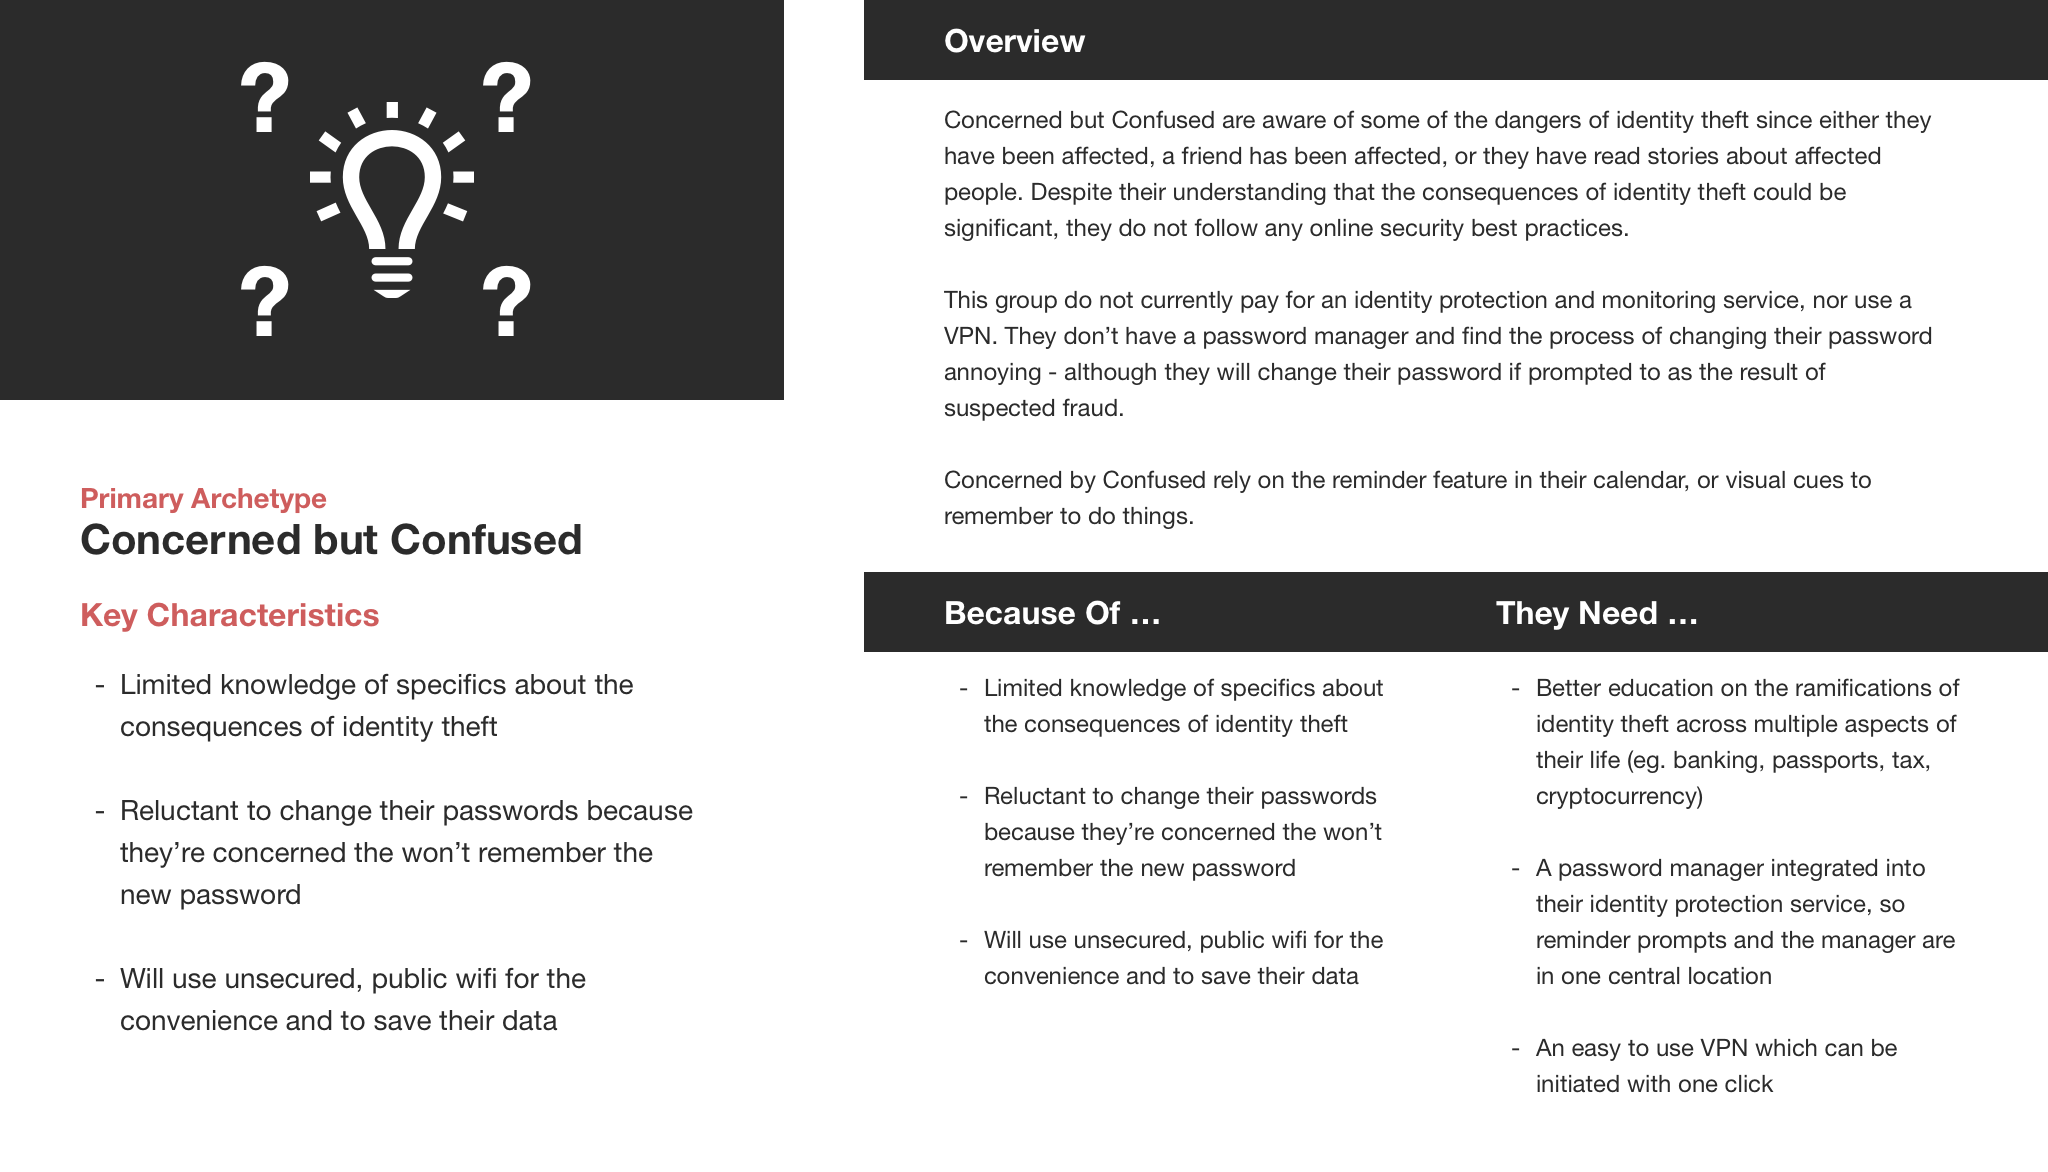 ? ?
? ?
Primary Archetype
Concerned but Confused
Key Characteristics
- Limited knowledge of specifics about the
consequences of identity theft
- Reluctant to change their passwords because
they’re concerned the won’t remember the
new password
- Will use unsecured, public wifi for the
convenience and to save their data
Overview
Concerned but Confused are aware of some of the dangers of identity theft since either they
have been affected, a friend has been affected, or they have read stories about affected
people. Despite their understanding that the consequences of identity theft could be
significant, they do not follow any online security best practices.
This group do not currently pay for an identity protection and monitoring service, nor use a
VPN. They don’t have a password manager and find the process of changing their password
annoying - although they will change their password if prompted to as the result of
suspected fraud.
Concerned by Confused rely on the reminder feature in their calendar, or visual cues to
remember to do things.
Because Of …
- Limited knowledge of specifics about
the consequences of identity theft
- Reluctant to change their passwords
because they’re concerned the won’t
remember the new password
- Will use unsecured, public wifi for the
convenience and to save their data
They Need …
- Better education on the ramifications of
identity theft across multiple aspects of
their life (eg. banking, passports, tax,
cryptocurrency)
- A password manager integrated into
their identity protection service, so
reminder prompts and the manager are
in one central location
- An easy to use VPN which can be
initiated with one click